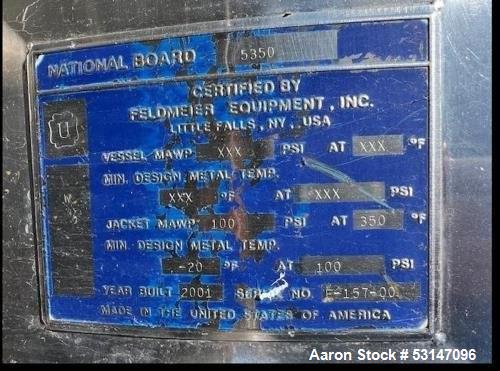 NATIONAL BOARD 5350
CERTIFIED BY
FELDMEIER EQUIPMENT, INC.
LITTLE FALLS, NY, USA
U
VESSEL MAWP XXX PSI AT XXX °F
MIN. DESIGN METAL TEMP.
W
XXX °F AT XXX PSI
JACKET MAWP 100 PSI AT 350 °F
MIN. DESIGN METAL TEMP.
-20 °F AT 100 PSI
YEAR BUILT 2001 SERIAL NO. E-157-00
MADE IN THE UNITED STATES OF AMERICA
Aaron Stock # 53147096